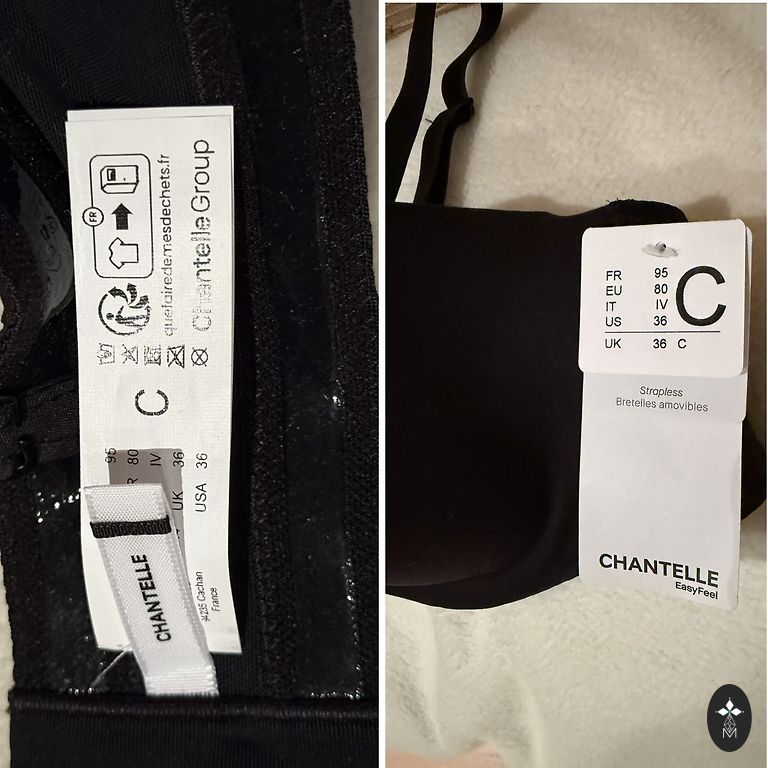 FR
quefairedemesdechets.fr
Chantelle Group
C
95
80
IV
UK 36
USA 36
94235 Cachan
France
CHANTELLE
FR 95
EU 80
IT IV
US 36
UK 36 C
C
Strapless
Bretelles amovibles
CHANTELLE
EasyFeel
M